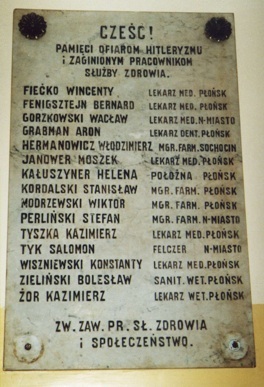 CZEŚĆ!
PAMIĘCI OFIAROM HITLERYZMU
I ZAGINIONYM PRACOWNIKOM
SŁUŻBY ZDROWIA.
FIEĆKO WINCENTY LEKARZ MED. PŁOŃSK
FENIGSZTEJN BERNARD LEKARZ MED. PŁOŃSK
GORZKOWSKI WACŁAW LEKARZ MED. N-MIASTO
GRABMAN ARON LEKARZ DENT. PŁOŃSK
HERMANOWICZ WŁODZIMIERZ MGR. FARM. SOCHOCIN
JANOWER MOSZEK LEKARZ MED. PŁOŃSK
KAŁUSZYNER HELENA POŁOŻNA PŁOŃSK
KORDALSKI STANISŁAW MGR. FARM. PŁOŃSK
MODRZEWSKI WIKTOR MGR. FARM. PŁOŃSK
PERLIŃSKI STEFAN MGR. FARM. N-MIASTO
TYSZKA KAZIMIERZ LEKARZ MED. PŁOŃSK
TYK SALOMON FELCZER N-MIASTO
WISZNIEWSKI KONSTANTY LEKARZ MED. PŁOŃSK
ZIELIŃSKI BOLESŁAW SANIT. WET. PŁOŃSK
ŻOR KAZIMIERZ LEKARZ WET. PŁOŃSK
ZW. ZAW. PR. SŁ. ZDROWIA
I SPOŁECZEŃSTWO.